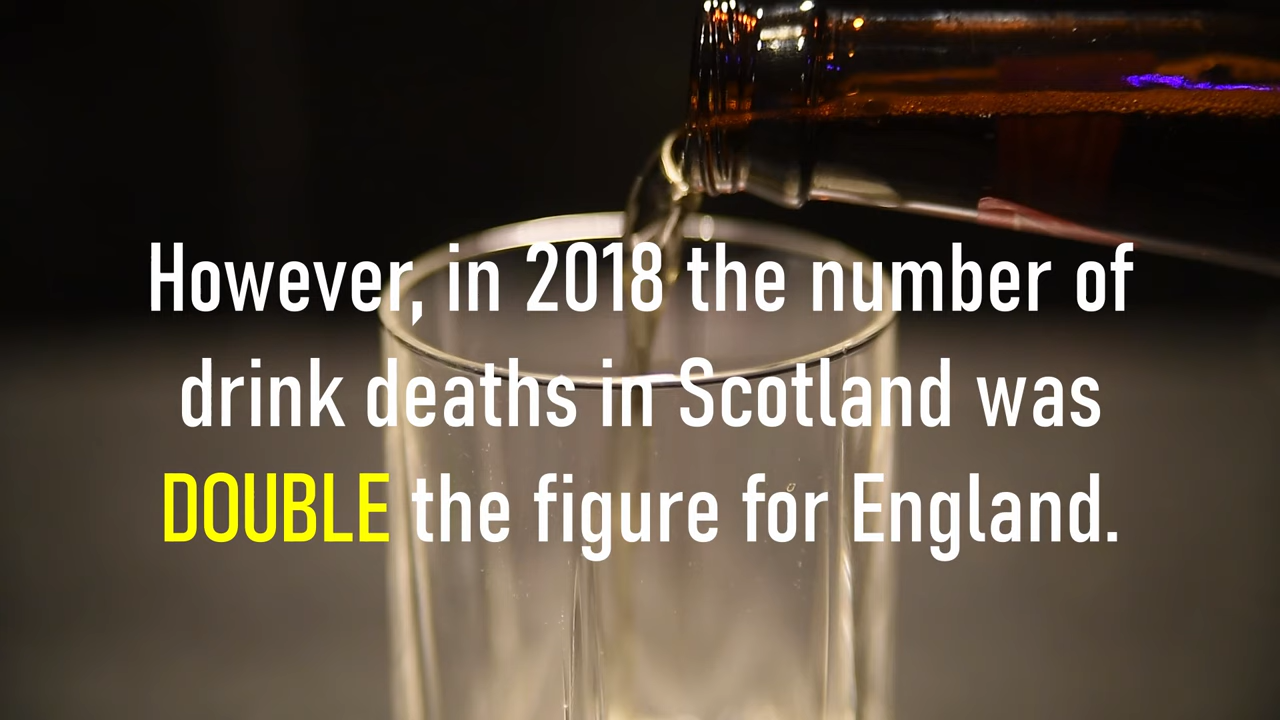 However, in 2018 the number of
drink deaths in Scotland was
DOUBLE the figure for England.